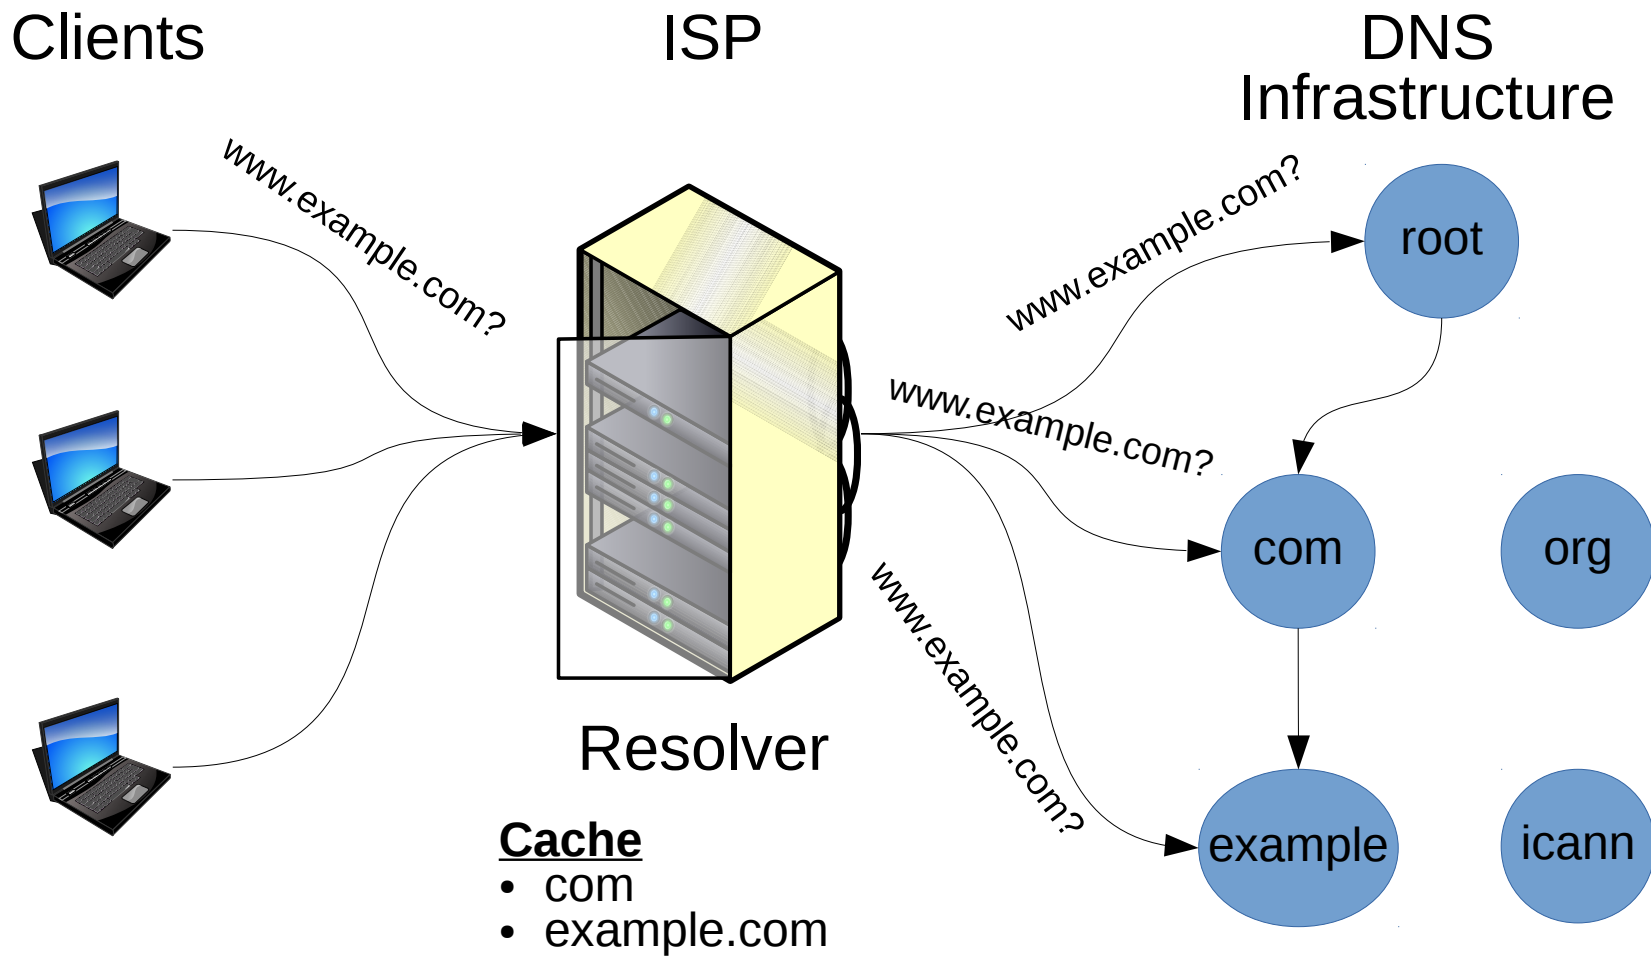 Clients
ISP
DNS
Infrastructure
www.example.com?
www.example.com?
www.example.com?
www.example.com?
root
com
org
example
icann
Resolver
Cache
• com
• example.com